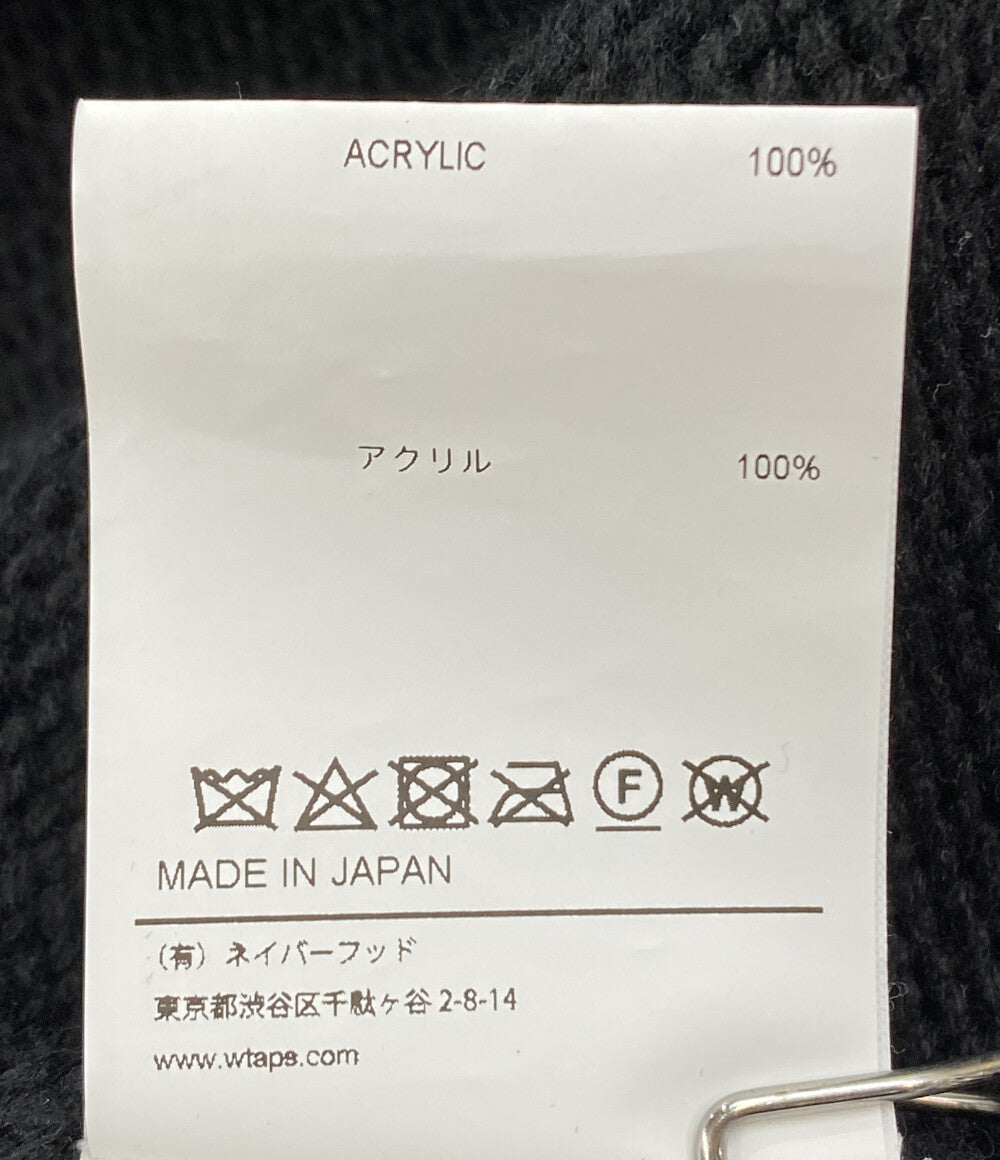 ACRYLIC 100%
アクリル 100%
F W
MADE IN JAPAN
(有) ネイバーフッド
東京都渋谷区千駄ヶ谷 2-8-14
www.wtaps.com